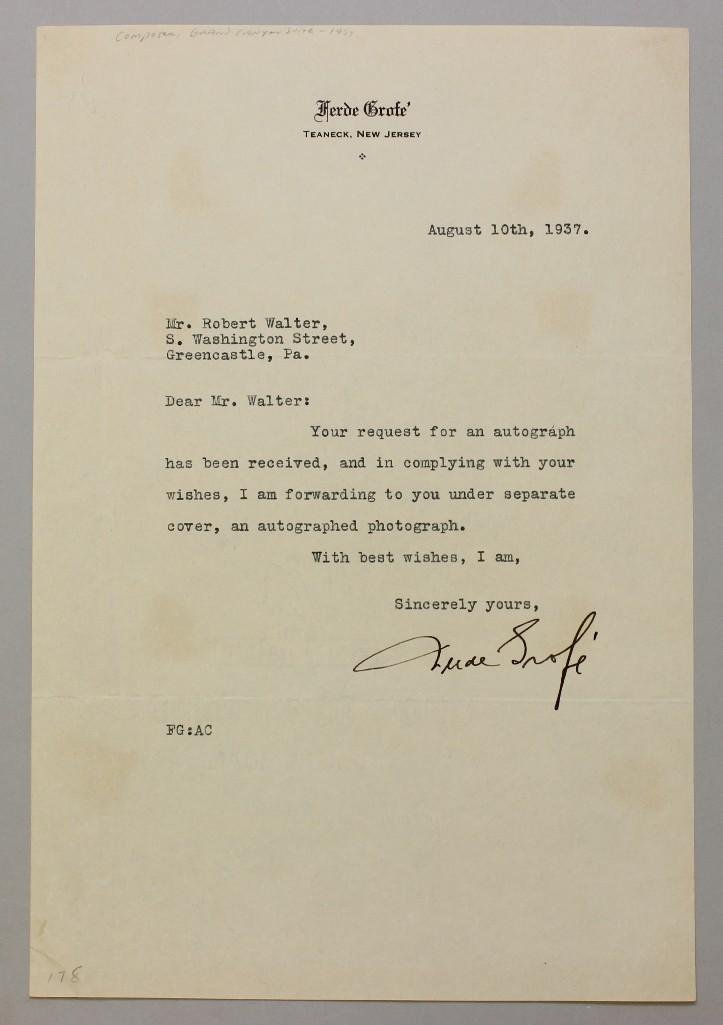 Composer, Grand Canyon Suite - 1931
Ferde Grofe'
Teaneck, New Jersey
August 10th, 1937.
Mr. Robert Walter,
S. Washington Street,
Greencastle, Pa.
Dear Mr. Walter:
Your request for an autograph
has been received, and in complying with your
wishes, I am forwarding to you under separate
cover, an autographed photograph.
With best wishes, I am,
Sincerely yours,
Ferde Grofé
FG:AC
178